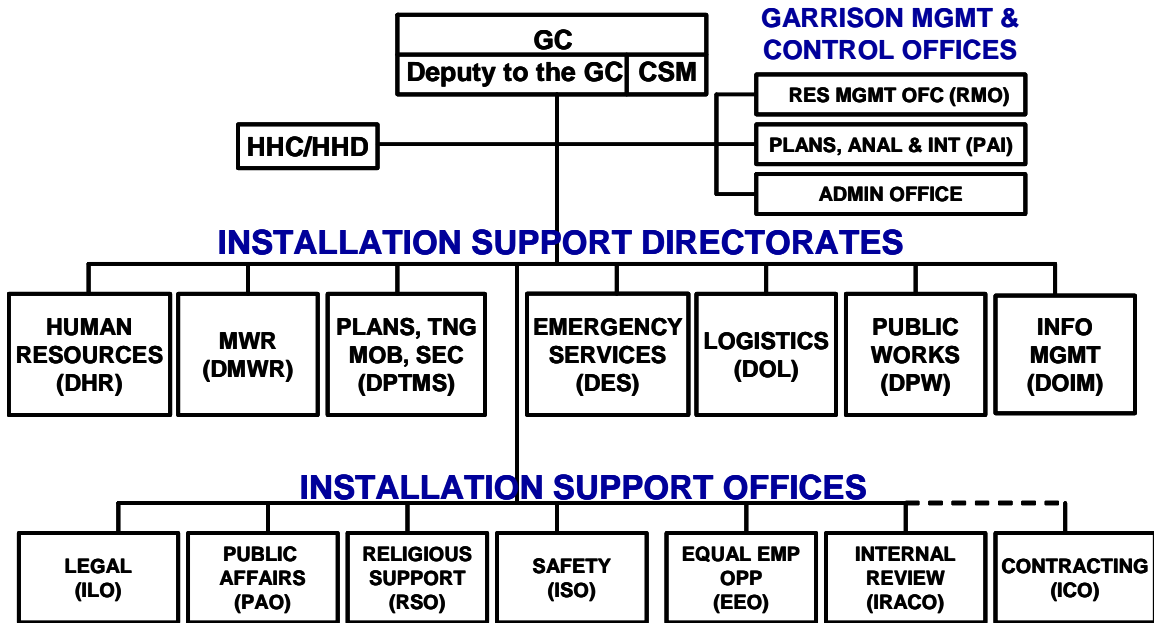 GC
Deputy to the GC
CSM
GARRISON MGMT &
CONTROL OFFICES
RES MGMT OFC (RMO)
HHC/HHD
PLANS, ANAL & INT (PAI)
ADMIN OFFICE
INSTALLATION SUPPORT DIRECTORATES
HUMAN
RESOURCES
(DHR)
MWR
(DMWR)
PLANS, TNG
MOB, SEC
(DPTMS)
EMERGENCY
SERVICES
(DES)
LOGISTICS
(DOL)
PUBLIC
WORKS
(DPW)
INFO
MGMT
(DOIM)
INSTALLATION SUPPORT OFFICES
LEGAL
(ILO)
PUBLIC
AFFAIRS
(PAO)
RELIGIOUS
SUPPORT
(RSO)
SAFETY
(ISO)
EQUAL EMP
OPP
(EEO)
INTERNAL
REVIEW
(IRACO)
CONTRACTING
(ICO)